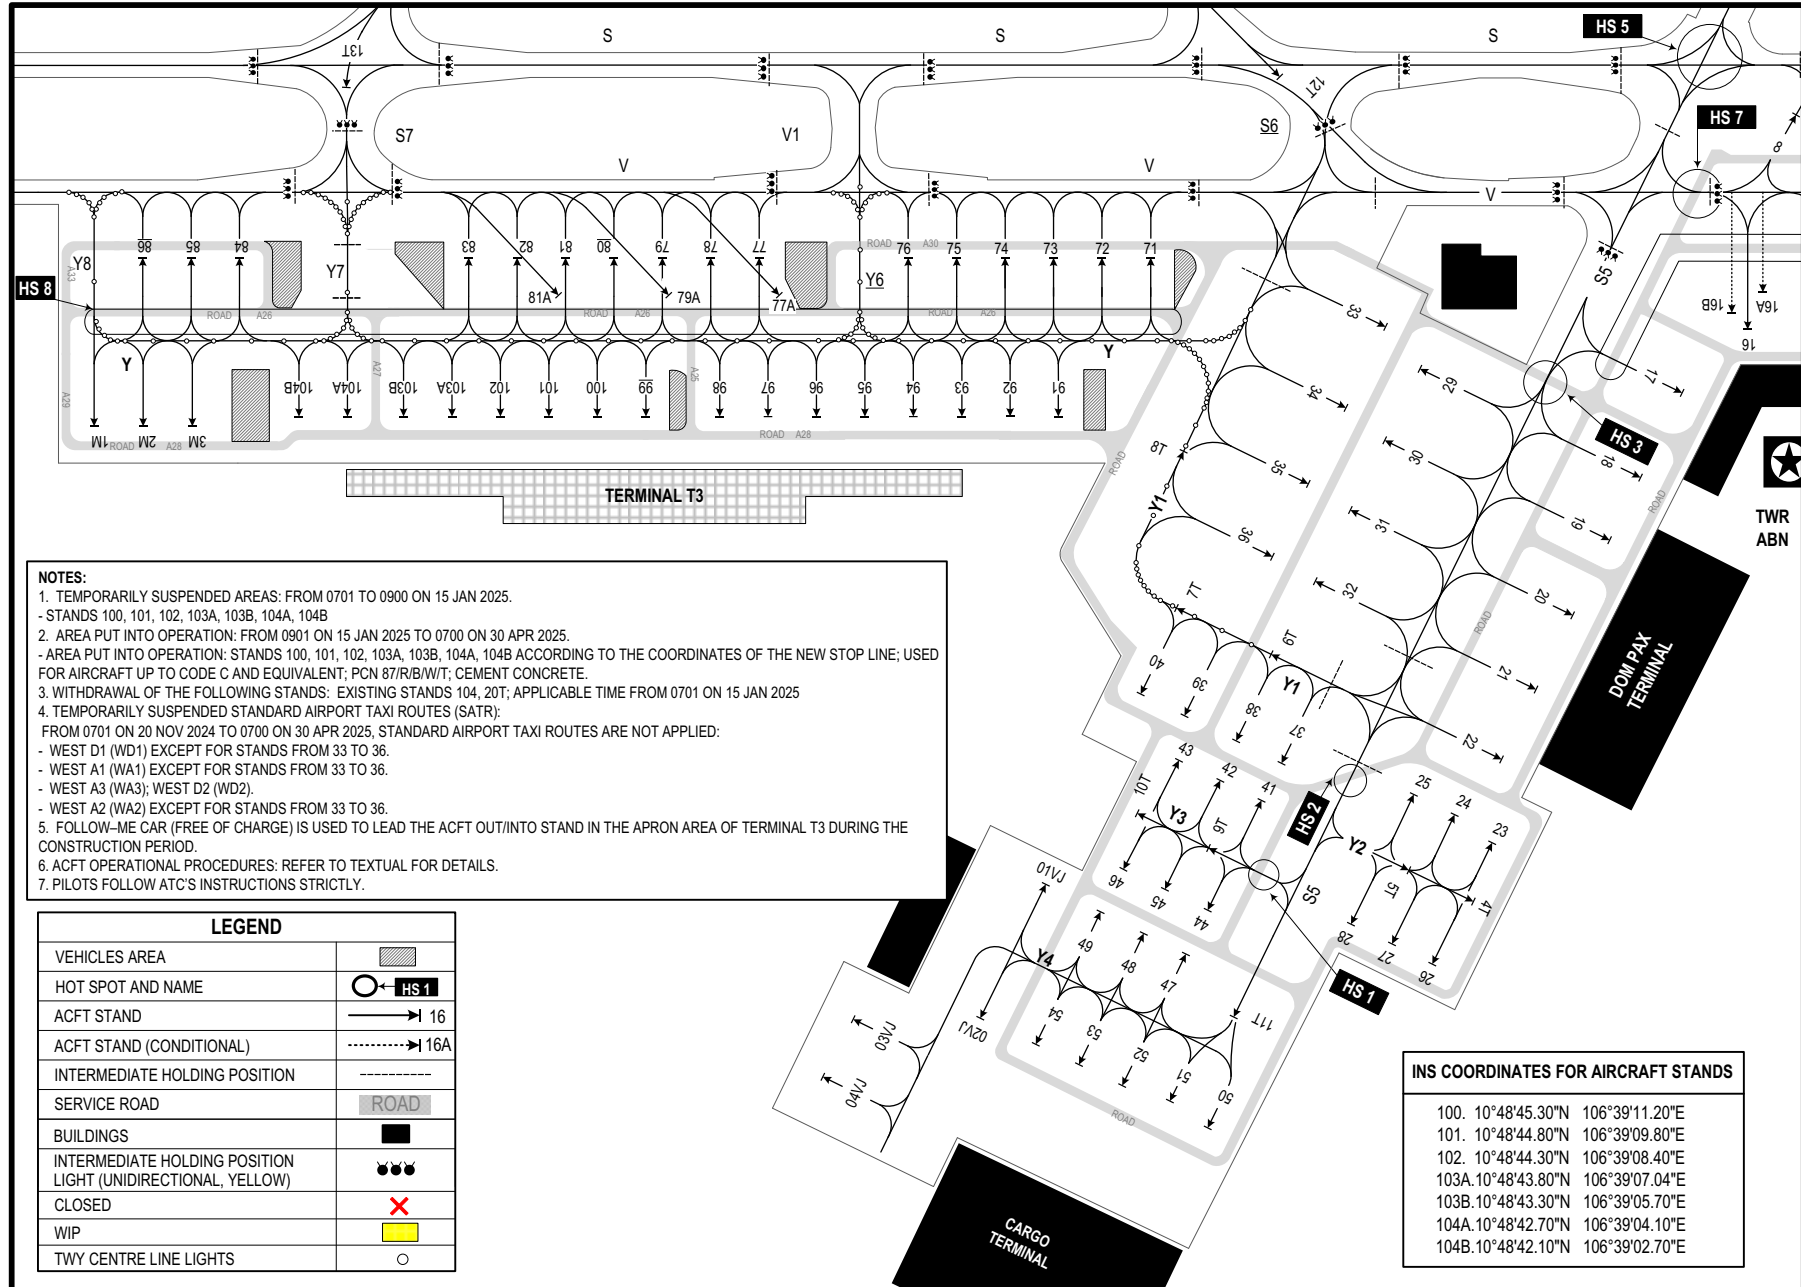 S
S
S
HS 5
13T
12T
S7
V1
S6
HS 7
V
V
V
8
86
85
84
83
82
81
80
79
78
77
76
75
74
73
72
71
ROAD A30
Y8
A33
Y7
Y6
S5
HS 8
81A
79A
77A
33
16B
16A
16
ROAD A26
ROAD A26
ROAD A26
Y
Y
104B
104A
A27
103B
103A
102
101
100
99
A25
98
97
96
95
94
93
92
91
34
29
17
A29
1M
2M
3M
ROAD A28
ROAD A28
HS 3
18
18T
ROAD
35
30
TERMINAL T3
Y1
ROAD
TWR
ABN
36
31
19
NOTES:
1. TEMPORARILY SUSPENDED AREAS: FROM 0701 TO 0900 ON 15 JAN 2025.
- STANDS 100, 101, 102, 103A, 103B, 104A, 104B
2. AREA PUT INTO OPERATION: FROM 0901 ON 15 JAN 2025 TO 0700 ON 30 APR 2025.
- AREA PUT INTO OPERATION: STANDS 100, 101, 102, 103A, 103B, 104A, 104B ACCORDING TO THE COORDINATES OF THE NEW STOP LINE; USED
FOR AIRCRAFT UP TO CODE C AND EQUIVALENT; PCN 87/R/B/W/T; CEMENT CONCRETE.
3. WITHDRAWAL OF THE FOLLOWING STANDS: EXISTING STANDS 104, 20T; APPLICABLE TIME FROM 0701 ON 15 JAN 2025
4. TEMPORARILY SUSPENDED STANDARD AIRPORT TAXI ROUTES (SATR):
FROM 0701 ON 20 NOV 2024 TO 0700 ON 30 APR 2025, STANDARD AIRPORT TAXI ROUTES ARE NOT APPLIED:
- WEST D1 (WD1) EXCEPT FOR STANDS FROM 33 TO 36.
- WEST A1 (WA1) EXCEPT FOR STANDS FROM 33 TO 36.
- WEST A3 (WA3); WEST D2 (WD2).
- WEST A2 (WA2) EXCEPT FOR STANDS FROM 33 TO 36.
5. FOLLOW–ME CAR (FREE OF CHARGE) IS USED TO LEAD THE ACFT OUT/INTO STAND IN THE APRON AREA OF TERMINAL T3 DURING THE
CONSTRUCTION PERIOD.
6. ACFT OPERATIONAL PROCEDURES: REFER TO TEXTUAL FOR DETAILS.
7. PILOTS FOLLOW ATC'S INSTRUCTIONS STRICTLY.
7T
32
20
ROAD
6T
40
39
38
37
Y1
21
22
DOM PAX
TERMINAL
43
42
41
10T
Y3
9T
HS 2
Y2
25
24
23
46
45
44
S5
5T
4T
28
27
26
01VJ
02VJ
03VJ
04VJ
Y4
49
48
47
54
53
52
51
50
11T
HS 1
ROAD
CARGO
TERMINAL
LEGEND
VEHICLES AREA
HOT SPOT AND NAME HS 1
ACFT STAND 16
ACFT STAND (CONDITIONAL) 16A
INTERMEDIATE HOLDING POSITION
SERVICE ROAD ROAD
BUILDINGS
INTERMEDIATE HOLDING POSITION
LIGHT (UNIDIRECTIONAL, YELLOW)
CLOSED
WIP
TWY CENTRE LINE LIGHTS
INS COORDINATES FOR AIRCRAFT STANDS
100. 10°48'45.30"N 106°39'11.20"E
101. 10°48'44.80"N 106°39'09.80"E
102. 10°48'44.30"N 106°39'08.40"E
103A.10°48'43.80"N 106°39'07.04"E
103B.10°48'43.30"N 106°39'05.70"E
104A.10°48'42.70"N 106°39'04.10"E
104B.10°48'42.10"N 106°39'02.70"E